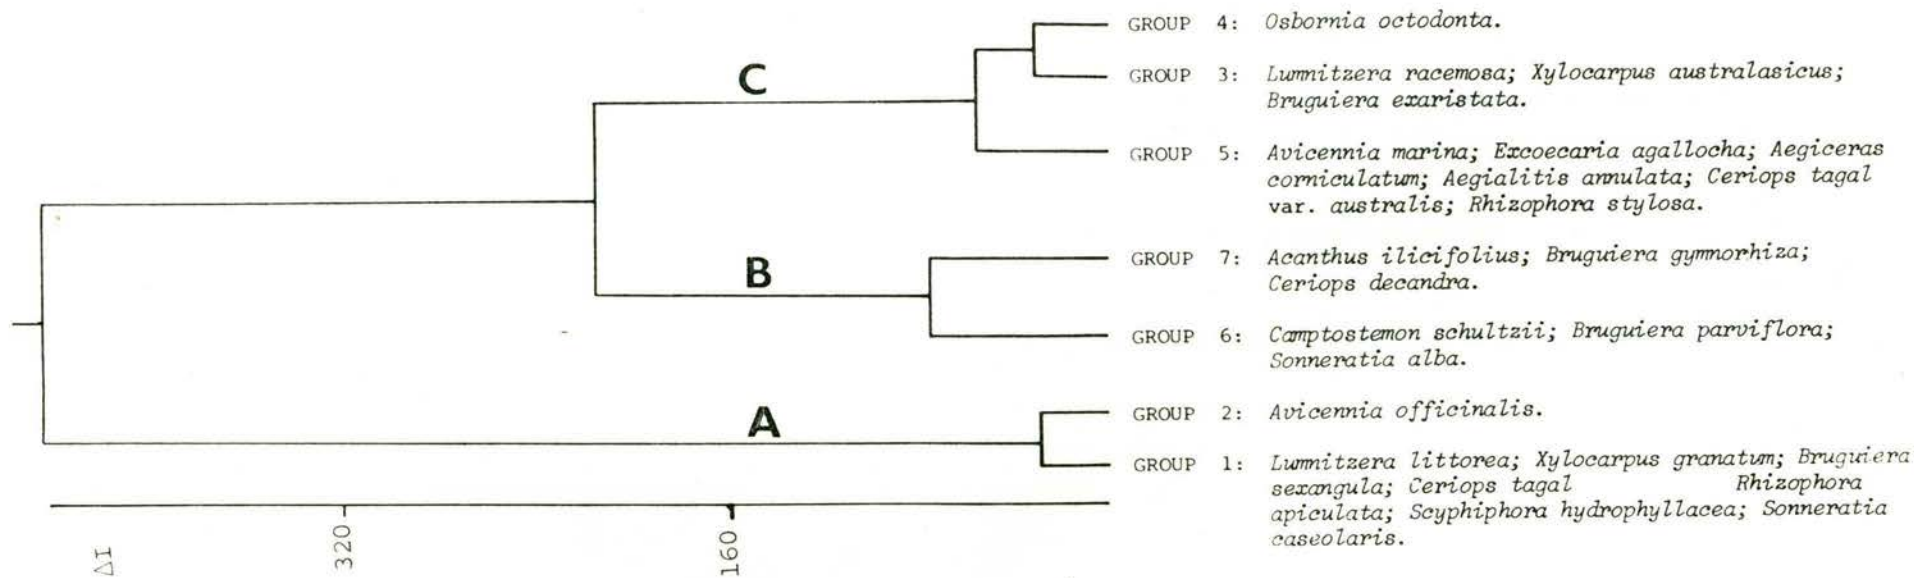 GROUP 4: Osbornia octodonta.
C
GROUP 3: Lumnitzera racemosa; Xylocarpus australasicus;
Bruguiera exaristata.
GROUP 5: Avicennia marina; Excoecaria agallocha; Aegiceras
corniculatum; Aegialitis annulata; Ceriops tagal
var. australis; Rhizophora stylosa.
B
GROUP 7: Acanthus ilicifolius; Bruguiera gymnorhiza;
Ceriops decandra.
GROUP 6: Camptostemon schultzii; Bruguiera parviflora;
Sonneratia alba.
A
GROUP 2: Avicennia officinalis.
GROUP 1: Lumnitzera littorea; Xylocarpus granatum; Bruguiera
sexangula; Ceriops tagal Rhizophora
apiculata; Scyphiphora hydrophyllacea; Sonneratia
caseolaris.
ΔI
320
160